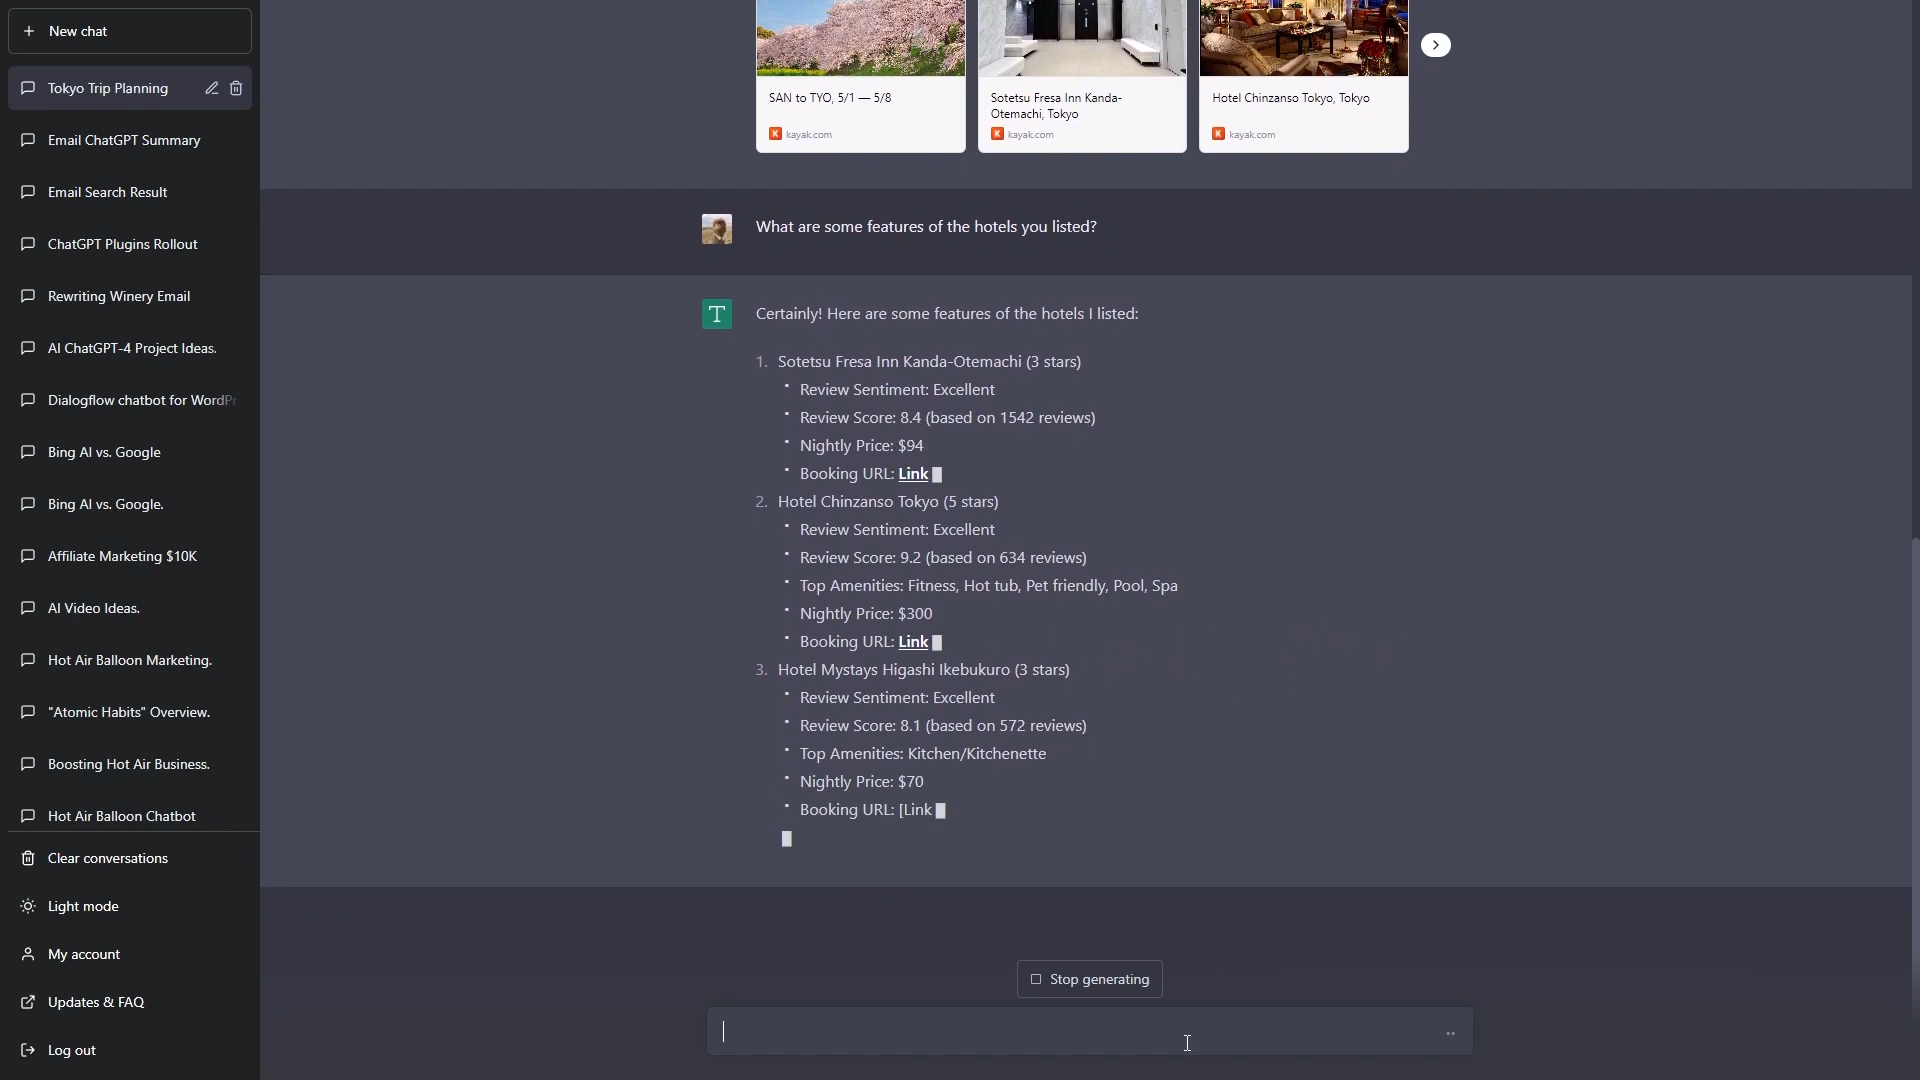 New chat
Tokyo Trip Planning
Email ChatGPT Summary
Email Search Result
ChatGPT Plugins Rollout
Rewriting Winery Email
AI ChatGPT-4 Project Ideas.
Dialogflow chatbot for WordPr
Bing AI vs. Google
Bing AI vs. Google.
Affiliate Marketing $10K
AI Video Ideas.
Hot Air Balloon Marketing.
"Atomic Habits" Overview.
Boosting Hot Air Business.
Hot Air Balloon Chatbot
Clear conversations
Light mode
My account
Updates & FAQ
Log out
SAN to TYO, 5/1 — 5/8
K kayak.com
Sotetsu Fresa Inn Kanda-
Otemachi, Tokyo
K kayak.com
Hotel Chinzanso Tokyo, Tokyo
K kayak.com
What are some features of the hotels you listed?
T
Certainly! Here are some features of the hotels I listed:
1. Sotetsu Fresa Inn Kanda-Otemachi (3 stars)
• Review Sentiment: Excellent
• Review Score: 8.4 (based on 1542 reviews)
• Nightly Price: $94
• Booking URL: Link
2. Hotel Chinzanso Tokyo (5 stars)
• Review Sentiment: Excellent
• Review Score: 9.2 (based on 634 reviews)
• Top Amenities: Fitness, Hot tub, Pet friendly, Pool, Spa
• Nightly Price: $300
• Booking URL: Link
3. Hotel Mystays Higashi Ikebukuro (3 stars)
• Review Sentiment: Excellent
• Review Score: 8.1 (based on 572 reviews)
• Top Amenities: Kitchen/Kitchenette
• Nightly Price: $70
• Booking URL: [Link
Stop generating